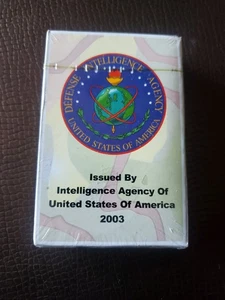 DEFENSE INTELLIGENCE AGENCY
UNITED STATES OF AMERICA
Issued By
Intelligence Agency Of
United States Of America
2003